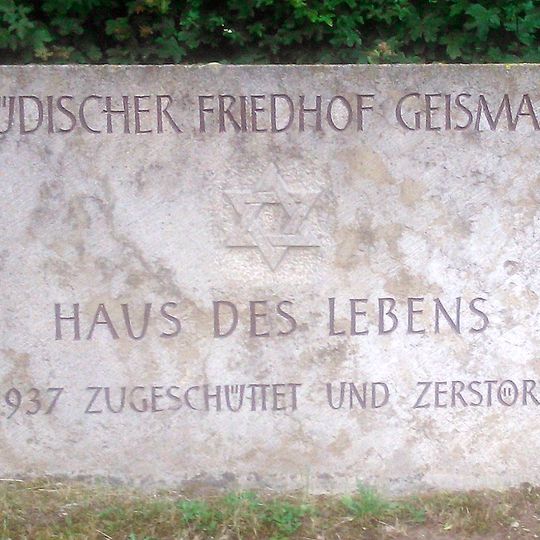 ÜDISCHER FRIEDHOF GEISMA
HAUS DES LEBENS
937 ZUGESCHÜTTET UND ZERSTÖR